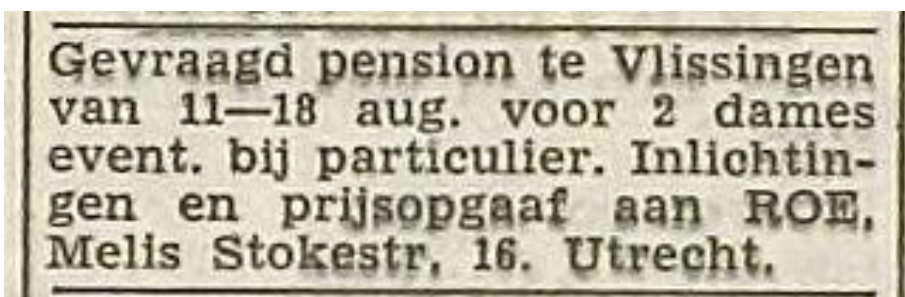 Gevraagd pension te Vlissingen
van 11—18 aug. voor 2 dames
event. bij particulier. Inlichtin-
gen en prijsopgaaf aan ROE,
Melis Stokestr. 16. Utrecht.